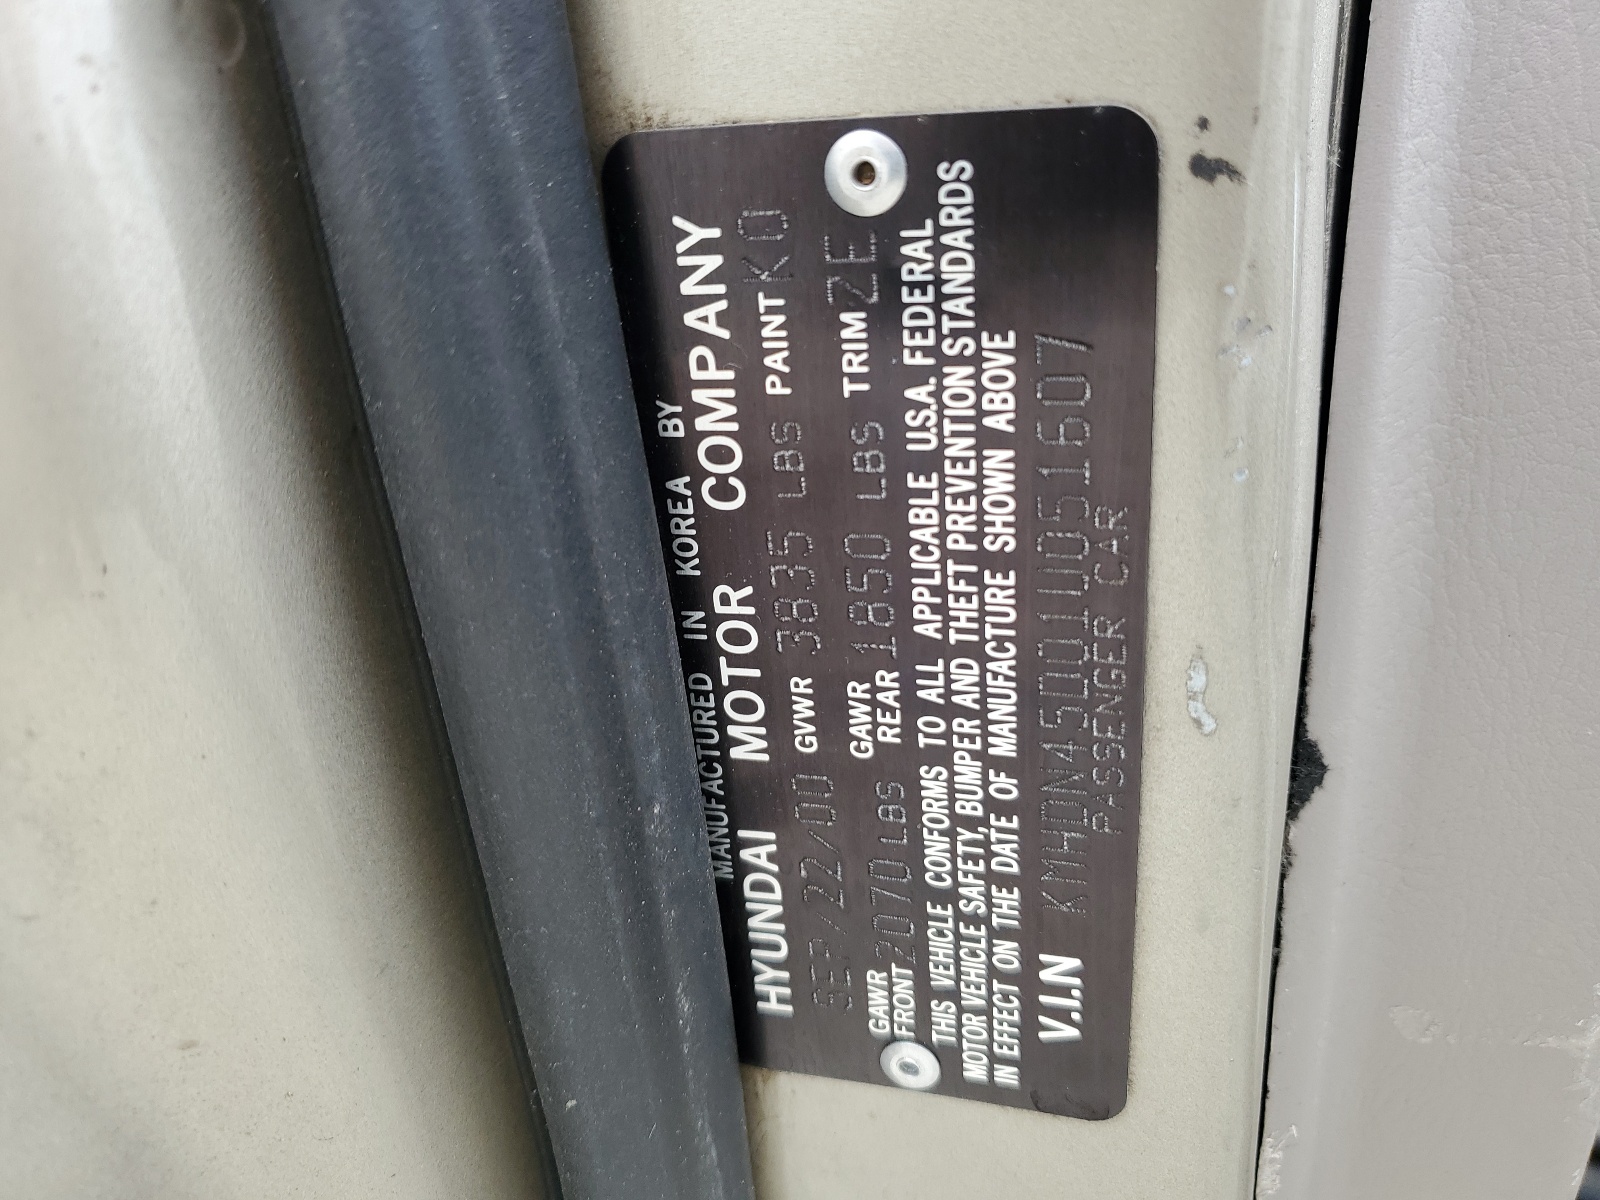 MANUFACTURED IN KOREA BY
HYUNDAI MOTOR COMPANY
SEP/22/00 GVWR 3835 LBS PAINT KO
GAWR FRONT 2070 LBS GAWR REAR 1850 LBS TRIM ZE
THIS VEHICLE CONFORMS TO ALL APPLICABLE U.S.A. FEDERAL
MOTOR VEHICLE SAFETY, BUMPER AND THEFT PREVENTION STANDARDS
IN EFFECT ON THE DATE OF MANUFACTURE SHOWN ABOVE
V.I.N KMHDN45D01U051607
PASSENGER CAR